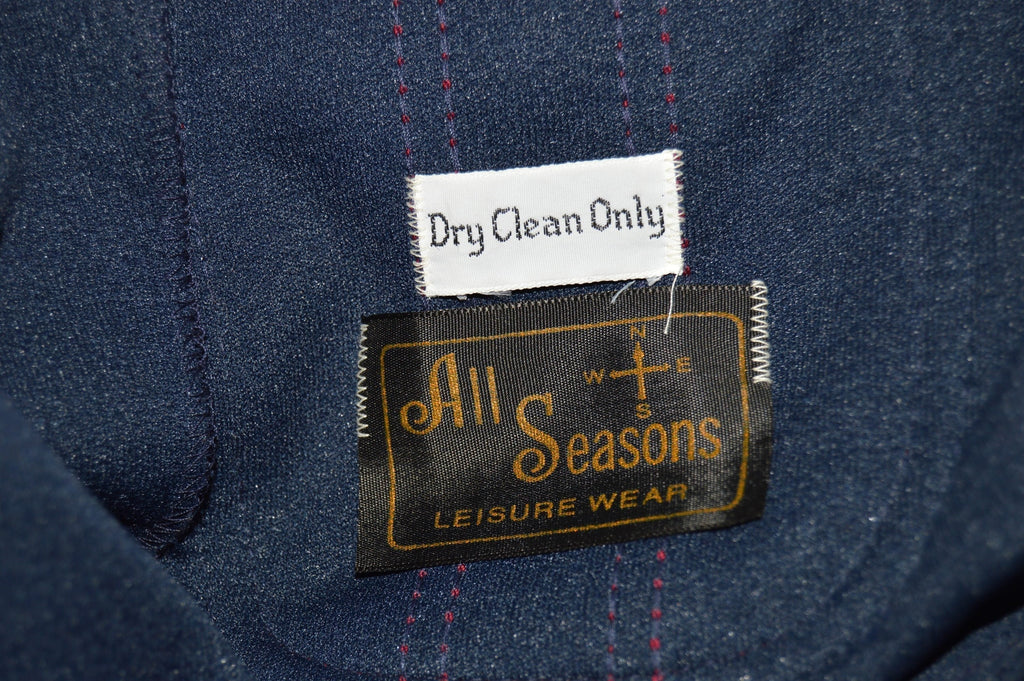 Dry Clean Only
N
W E
S
All
Seasons
LEISURE WEAR